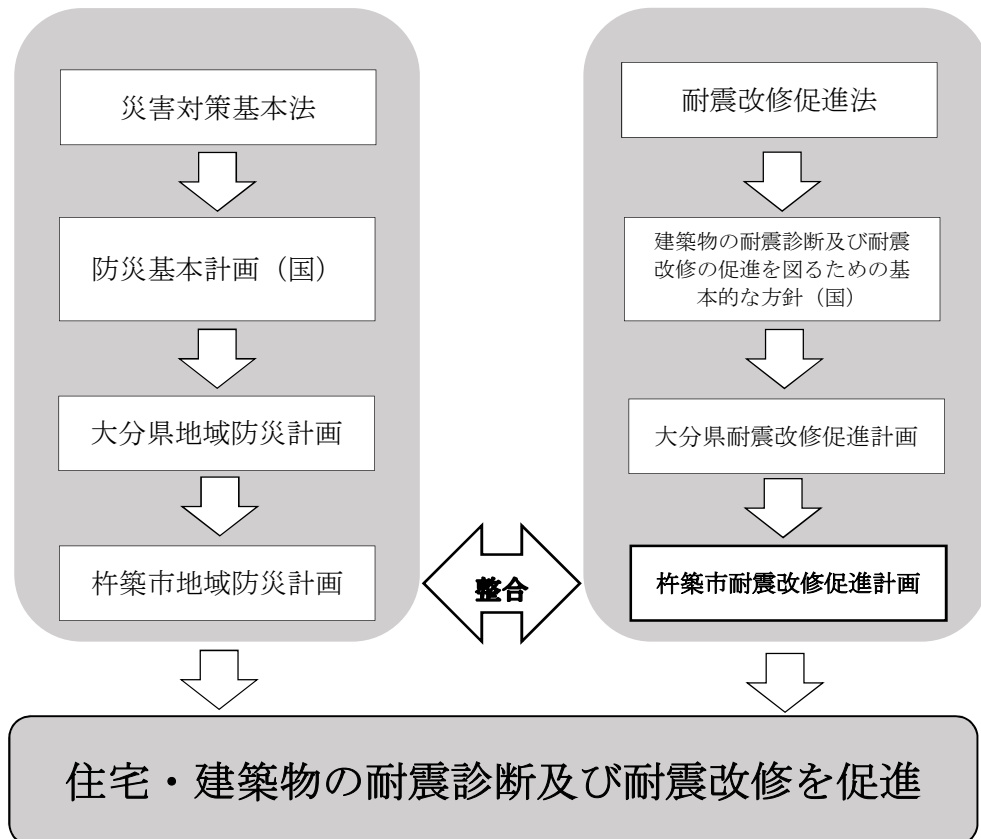 災害対策基本法
防災基本計画（国）
大分県地域防災計画
杵築市地域防災計画
整合
耐震改修促進法
建築物の耐震診断及び耐震
改修の促進を図るための基
本的な方針（国）
大分県耐震改修促進計画
杵築市耐震改修促進計画
住宅・建築物の耐震診断及び耐震改修を促進